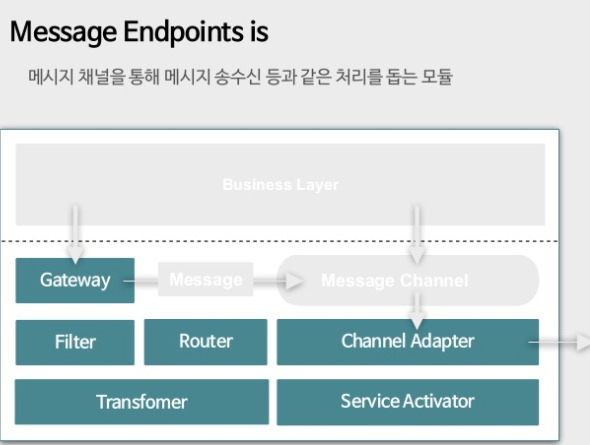 Message Endpoints is
메시지 채널을 통해 메시지 송수신 등과 같은 처리를 돕는 모듈
Business Layer
Gateway
Message
Message Channel
Filter
Router
Channel Adapter
Transfomer
Service Activator